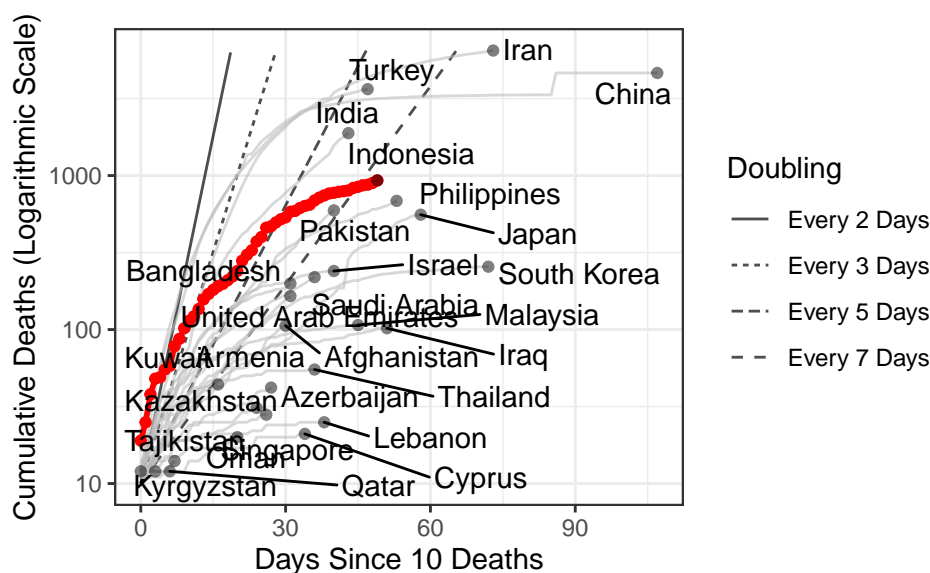 Cumulative Deaths (Logarithmic Scale)
1000
100
10
Iran
Turkey
China
India
Indonesia
Philippines
Pakistan
Japan
Bangladesh
Israel
South Korea
Saudi Arabia
United Arab Emirates
Malaysia
Kuwait
Armenia
Afghanistan
Iraq
Kazakhstan
Azerbaijan
Thailand
Tajikistan
Singapore
Lebanon
Oman
Cyprus
Kyrgyzstan
Qatar
0
30
60
90
Days Since 10 Deaths
Doubling
Every 2 Days
Every 3 Days
Every 5 Days
Every 7 Days